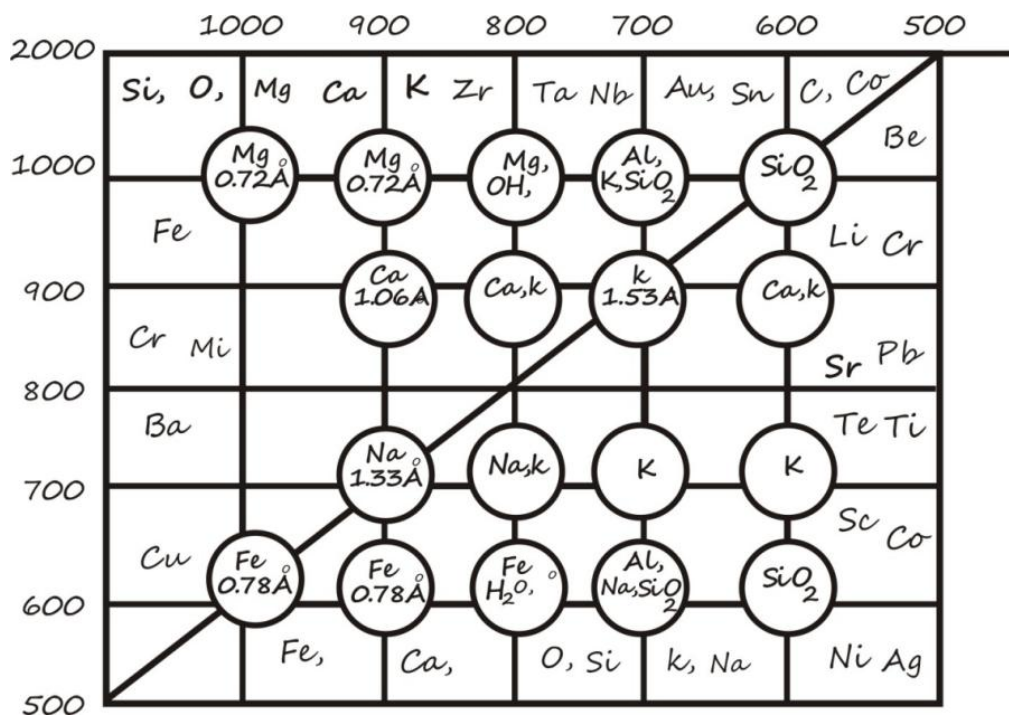 1000 900 800 700 600 500
2000
Si, O, Mg Ca K Zr Ta Nb Au, Sn C, Co
Be
1000
Mg
0.72Å
Mg
0.72Å
Mg,
OH,
Al,
K,SiO2
SiO2
Fe
Li Cr
900
Ca
1.06A
Ca,k
k
1.53A
Ca,k
Cr Mi
Sr Pb
800
Ba
Te Ti
700
Na
1.33Å
Na,k
K
K
Sc Co
Cu
600
Fe
0.78Å
Fe
0.78Å
Fe
H2O,
Al,
Na,SiO2
SiO2
Fe, Ca, O, Si k, Na Ni Ag
500